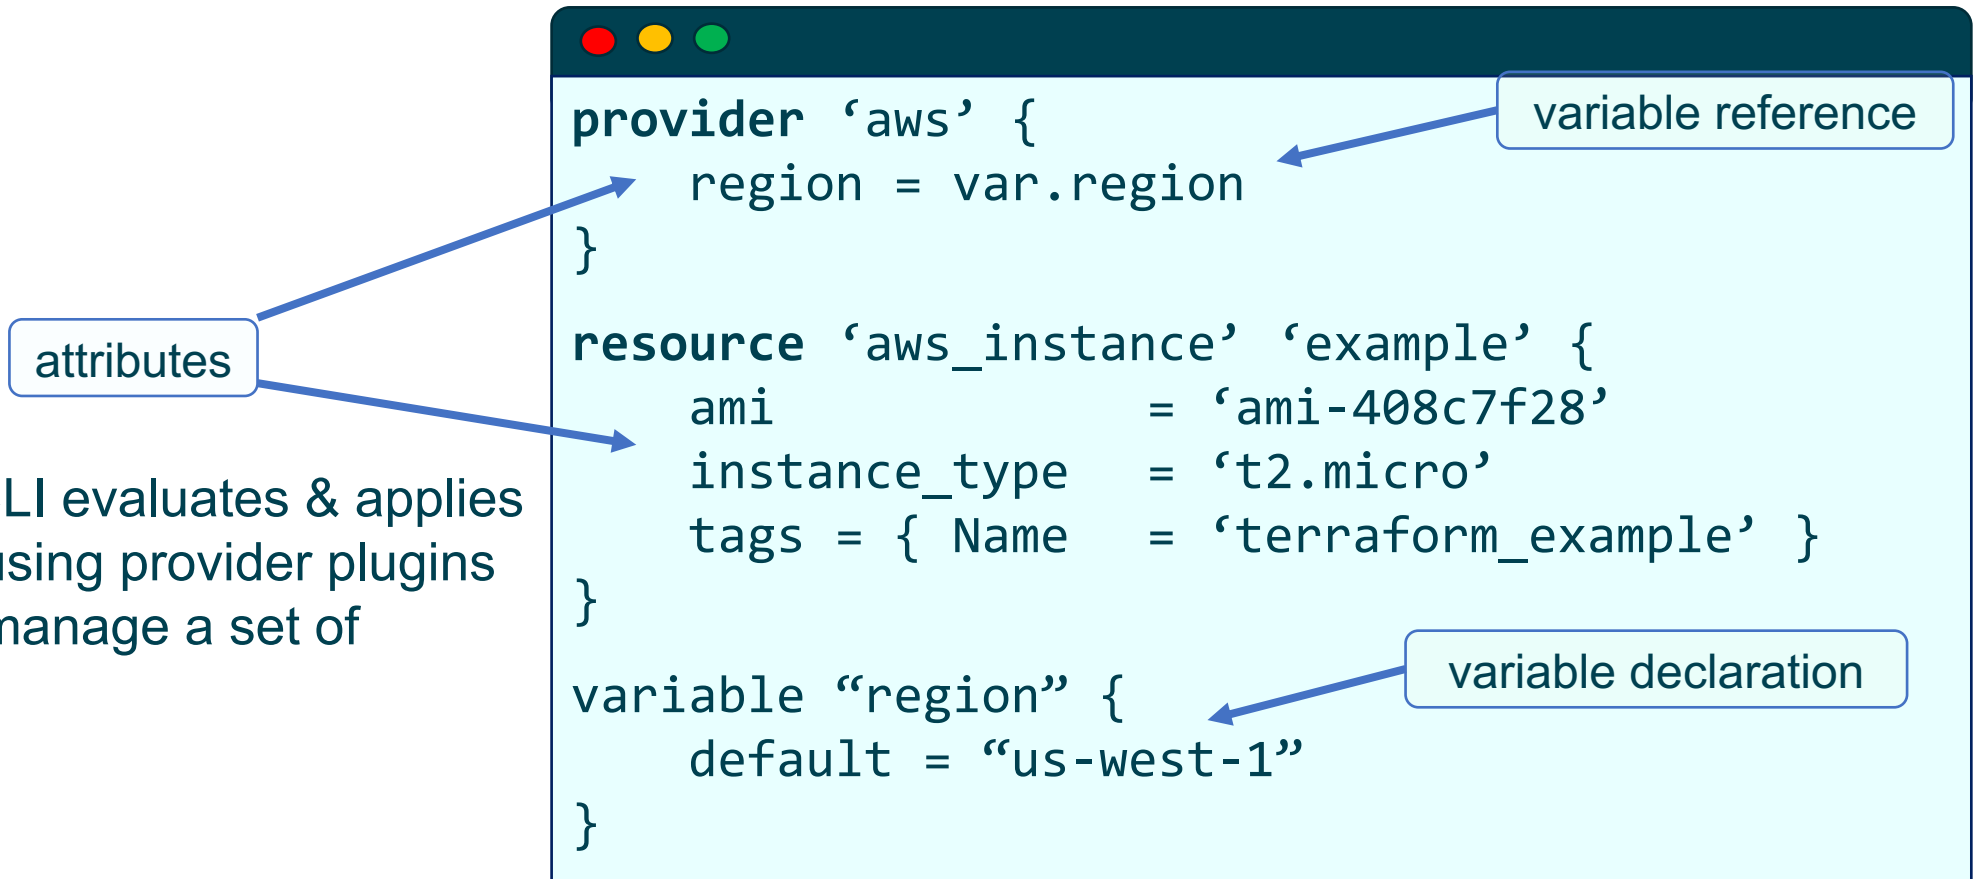 provider ‘aws’ {
    region = var.region
}
resource ‘aws_instance’ ‘example’ {
    ami             = ‘ami-408c7f28’
    instance_type   = ‘t2.micro’
    tags = { Name   = ‘terraform_example’ }
}
variable “region” {
    default = “us-west-1”
}
variable reference
attributes
variable declaration
LI evaluates & applies
using provider plugins
manage a set of